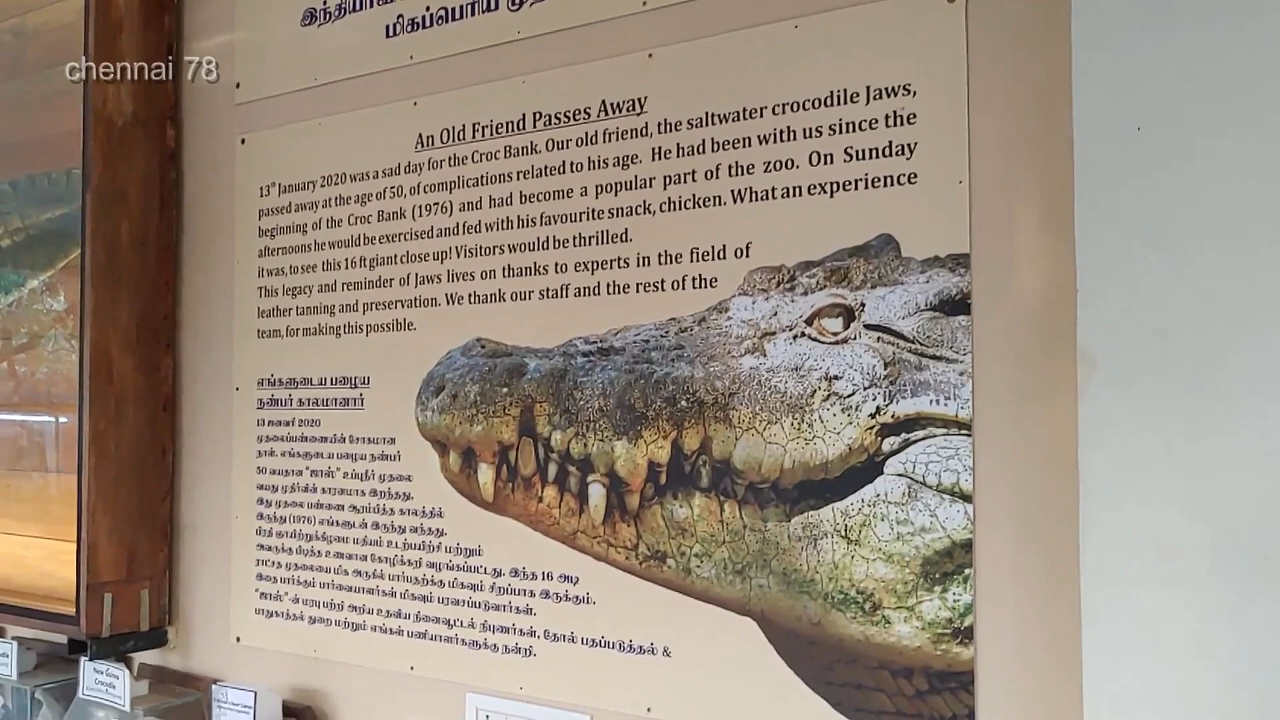 chennai 78
மிகப்பெரிய
An Old Friend Passes Away
13th January 2020 was a sad day for the Croc Bank. Our old friend, the saltwater crocodile Jaws,
passed away at the age of 50, of complications related to his age. He had been with us since the
beginning of the Croc Bank (1976) and had become a popular part of the zoo. On Sunday
afternoons he would be exercised and fed with his favourite snack, chicken. What an experience
it was, to see this 16 ft giant close up! Visitors would be thrilled.
This legacy and reminder of Jaws lives on thanks to experts in the field of
leather tanning and preservation. We thank our staff and the rest of the
team, for making this possible.
எங்களுடைய பழைய
நண்பர் காலமானார்
13 ஜனவரி 2020
முதலைப்பண்ணையின் சோகமான
நாள். எங்களுடைய பழைய நண்பர்
50 வயதான "ஜாஸ்" உப்புநீர் முதலை
வயது முதிர்வின் காரணமாக இறந்தது.
இது முதலை பண்ணை ஆரம்பித்த காலத்தில்
இருந்து (1976) எங்களுடன் இருந்து வந்தது.
பிரதி ஞாயிற்றுக்கிழமை மதியம் உடற்பயிற்சி மற்றும்
அவருக்கு பிடித்த உணவான கோழிக்கறி வழங்கப்பட்டது. இந்த 16 அடி
ராட்சத முதலையை மிக அருகில் பார்பதற்க்கு மிகவும் சிறப்பாக இருக்கும்.
இதை பார்க்கும் பார்வையாளர்கள் மிகவும் பரவசப்படுவார்கள்.
"ஜாஸ்"-ன் மரபு பற்றி அறிய உதவிய நினைவூட்டல் நிபுணர்கள், தோல் பதப்படுத்தல் &
பாதுகாத்தல் துறை மற்றும் எங்கள் பணியாளர்களுக்கு நன்றி.
New Guinea
Crocodile